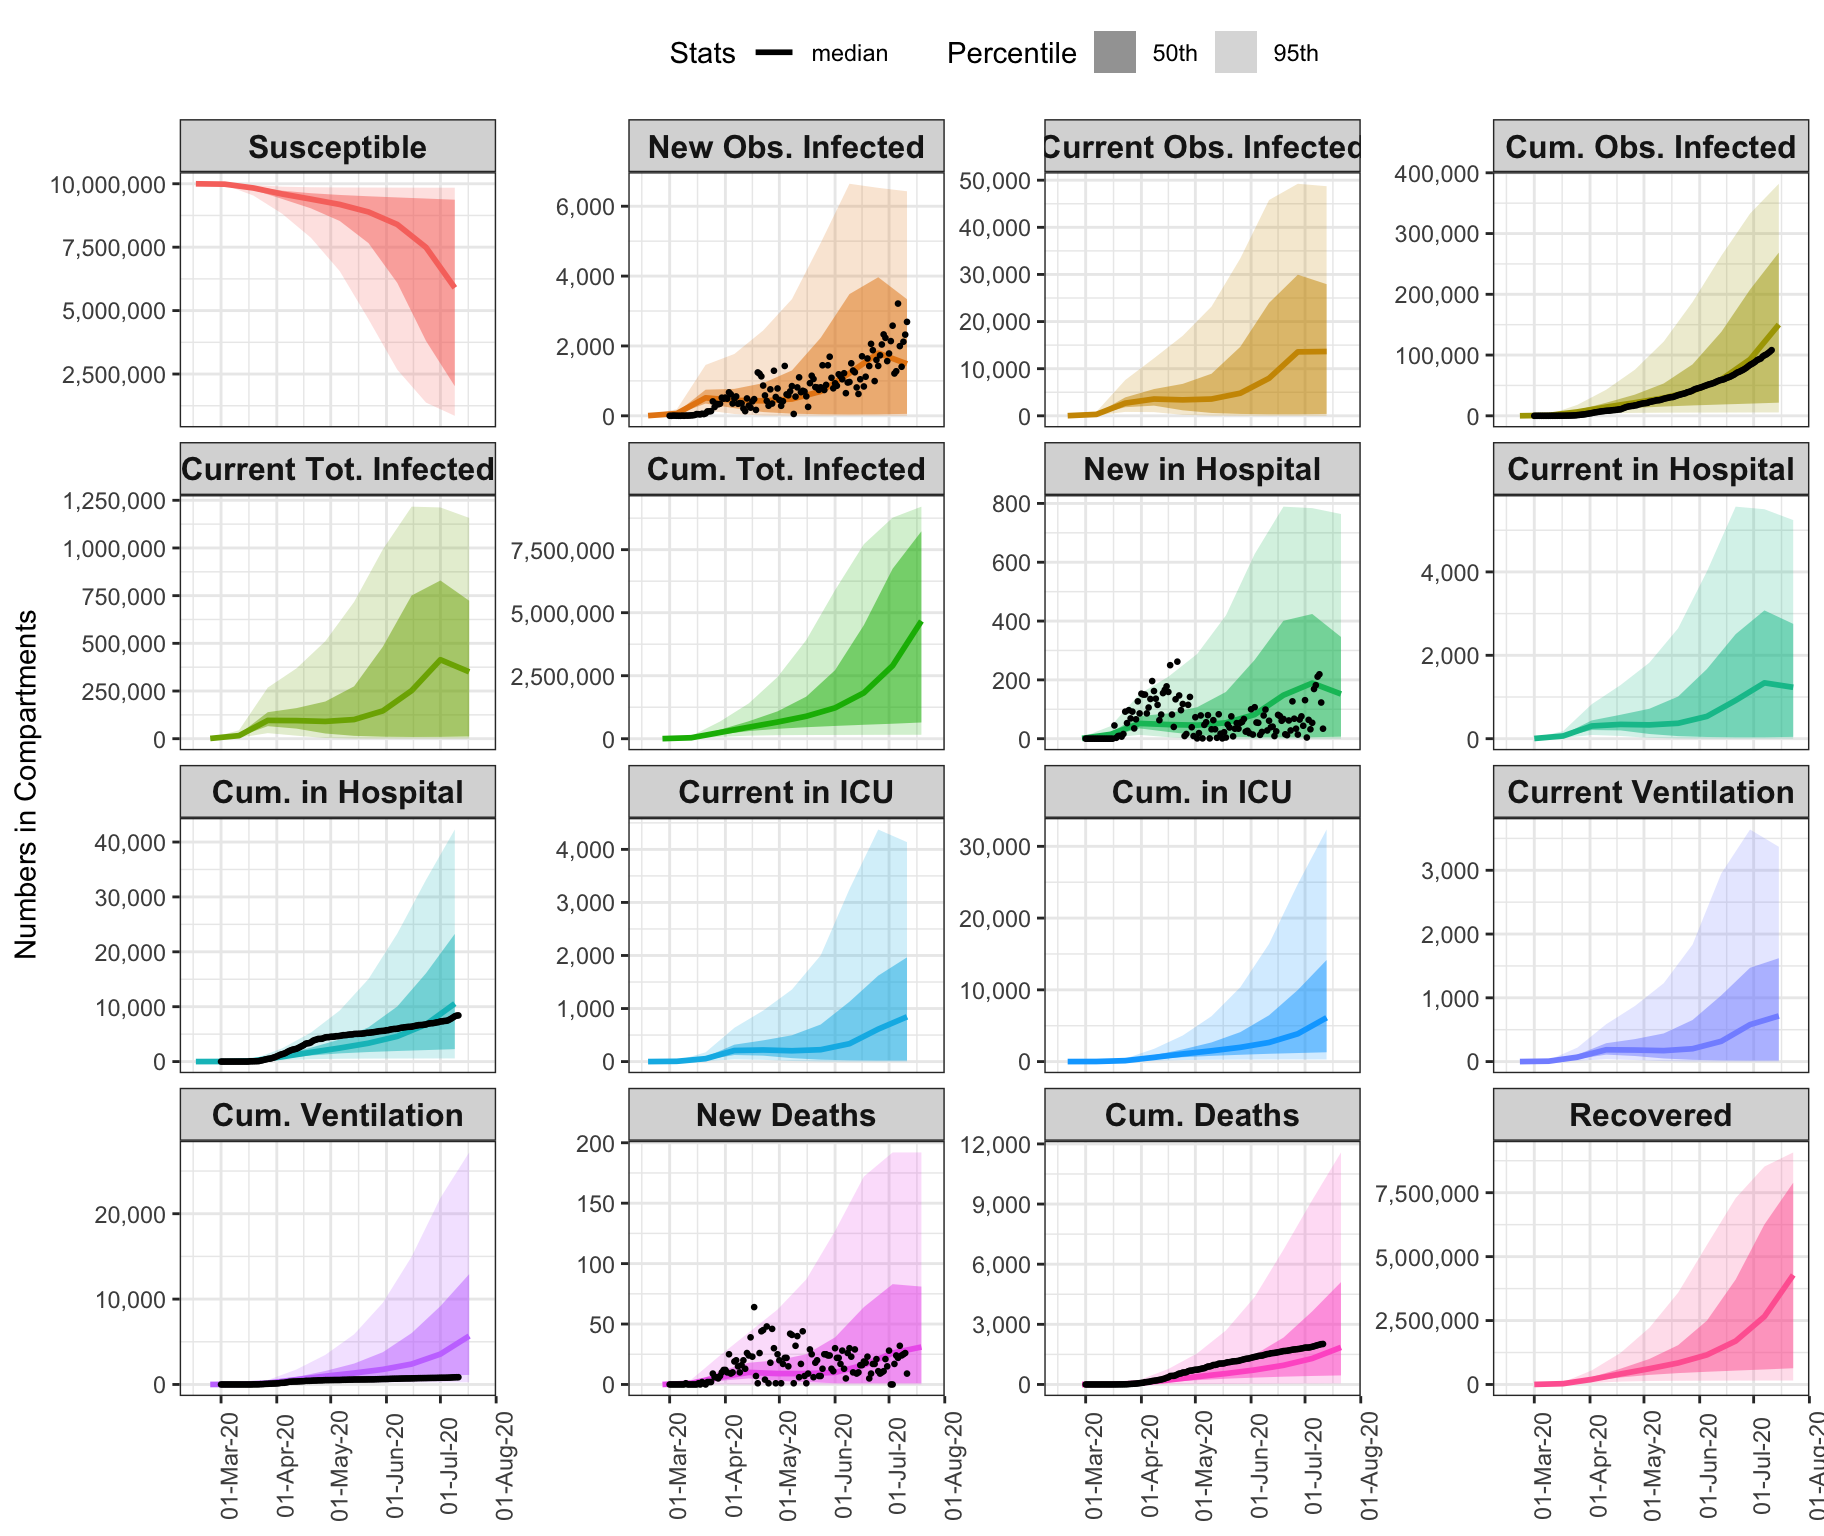 Stats median Percentile 50th 95th
Susceptible New Obs. Infected Current Obs. Infected Cum. Obs. Infected
10,000,000
7,500,000
5,000,000
2,500,000
6,000
4,000
2,000
0
50,000
40,000
30,000
20,000
10,000
0
400,000
300,000
200,000
100,000
0
Current Tot. Infected Cum. Tot. Infected New in Hospital Current in Hospital
1,250,000
1,000,000
750,000
500,000
250,000
0
7,500,000
5,000,000
2,500,000
0
800
600
400
200
0
4,000
2,000
0
Numbers in Compartments
Cum. in Hospital Current in ICU Cum. in ICU Current Ventilation
40,000
30,000
20,000
10,000
0
4,000
3,000
2,000
1,000
0
30,000
20,000
10,000
0
3,000
2,000
1,000
0
Cum. Ventilation New Deaths Cum. Deaths Recovered
20,000
10,000
0
200
150
100
50
0
12,000
9,000
6,000
3,000
0
7,500,000
5,000,000
2,500,000
0
01-Mar-20
01-Apr-20
01-May-20
01-Jun-20
01-Jul-20
01-Aug-20
01-Mar-20
01-Apr-20
01-May-20
01-Jun-20
01-Jul-20
01-Aug-20
01-Mar-20
01-Apr-20
01-May-20
01-Jun-20
01-Jul-20
01-Aug-20
01-Mar-20
01-Apr-20
01-May-20
01-Jun-20
01-Jul-20
01-Aug-20